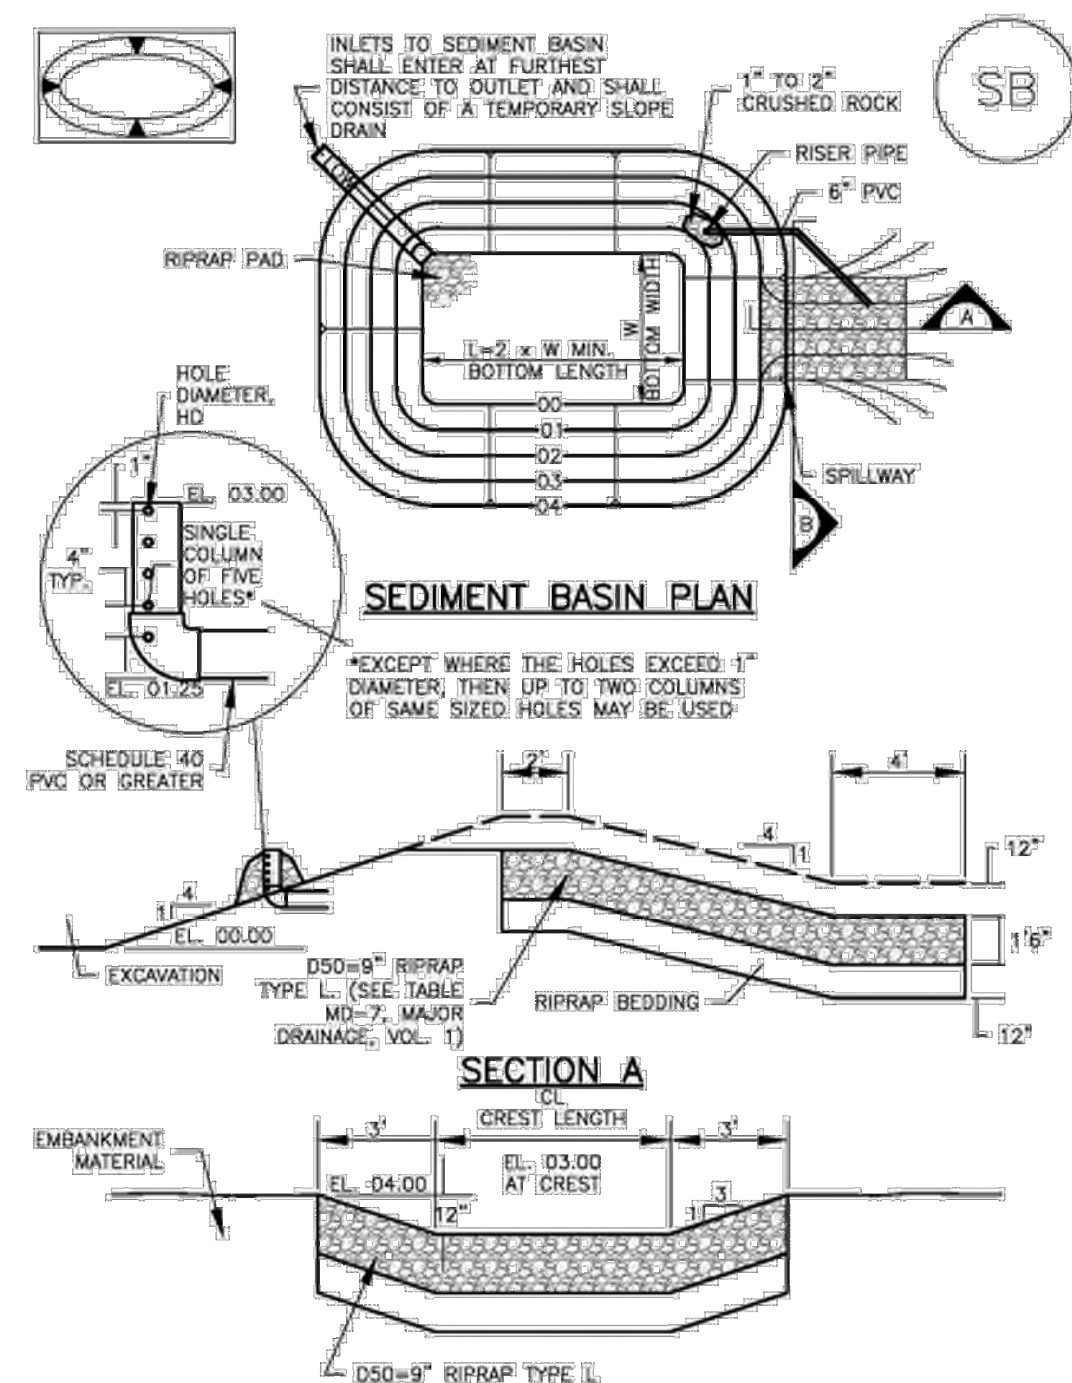 INLETS TO SEDIMENT BASIN
SHALL ENTER AT FURTHEST
DISTANCE TO OUTLET AND SHALL
CONSIST OF A TEMPORARY SLOPE
DRAIN
1" TO 2"
CRUSHED ROCK
SB
RISER PIPE
6" PVC
FLOW
RIPRAP PAD
W
BOTTOM WIDTH
A
L=2 x W MIN.
BOTTOM LENGTH
00
01
02
03
04
HOLE
DIAMETER,
HD
SPILLWAY
B
1"
EL. 03.00
SINGLE
COLUMN
OF FIVE
HOLES*
4"
TYP.
EL. 01.25
SEDIMENT BASIN PLAN
*EXCEPT WHERE THE HOLES EXCEED 1"
DIAMETER, THEN UP TO TWO COLUMNS
OF SAME SIZED HOLES MAY BE USED
SCHEDULE 40
PVC OR GREATER
2'
4'
4
1
12"
4
1
EL. 00.00
EXCAVATION
D50=9" RIPRAP
TYPE L. (SEE TABLE
MD-7, MAJOR
DRAINAGE, VOL. 1)
RIPRAP BEDDING
1'6"
12"
SECTION A
CL
CREST LENGTH
3'
3'
EMBANKMENT
MATERIAL
EL. 04.00
EL. 03.00
AT CREST
12"
3
1
D50=9" RIPRAP TYPE L